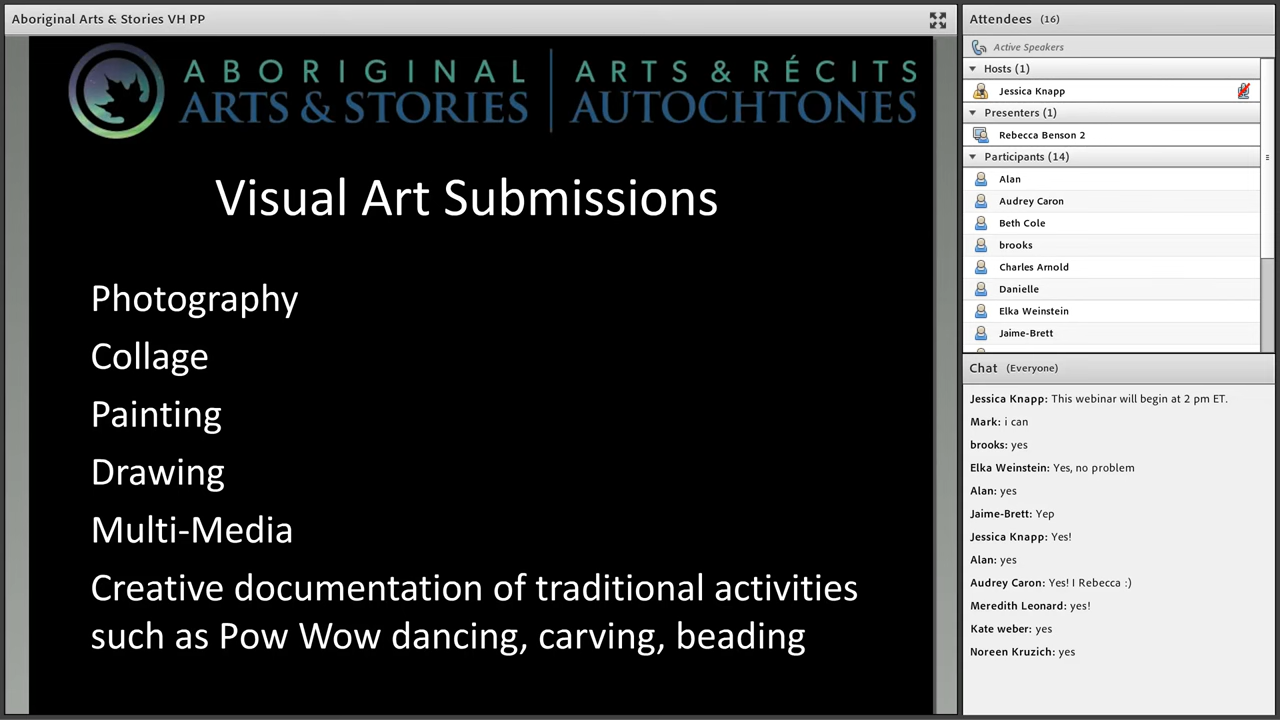 Aboriginal Arts & Stories VH PP
ABORIGINAL
ARTS & STORIES
ARTS & RÉCITS
AUTOCHTONES
Visual Art Submissions
Photography
Collage
Painting
Drawing
Multi-Media
Creative documentation of traditional activities
such as Pow Wow dancing, carving, beading
Attendees (16)
Active Speakers
Hosts (1)
Jessica Knapp
Presenters (1)
Rebecca Benson 2
Participants (14)
Alan
Audrey Caron
Beth Cole
brooks
Charles Arnold
Danielle
Elka Weinstein
Jaime-Brett
Chat (Everyone)
Jessica Knapp: This webinar will begin at 2 pm ET.
Mark: i can
brooks: yes
Elka Weinstein: Yes, no problem
Alan: yes
Jaime-Brett: Yep
Jessica Knapp: Yes!
Alan: yes
Audrey Caron: Yes! I Rebecca :)
Meredith Leonard: yes!
Kate weber: yes
Noreen Kruzich: yes